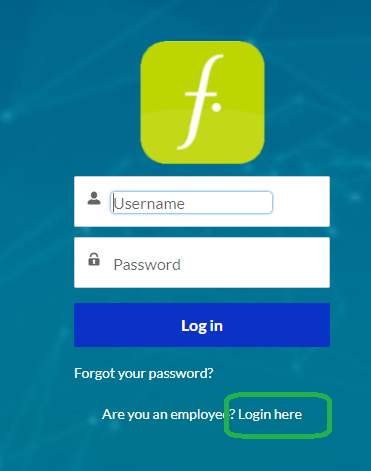 f.
Username
Password
Log in
Forgot your password?
Are you an employee? Login here